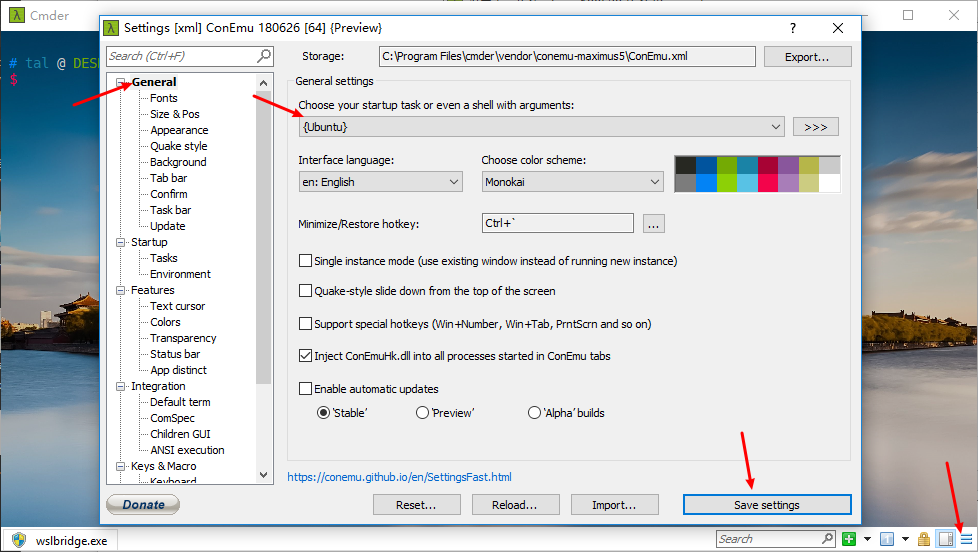 Cmder
Settings [xml] ConEmu 180626 [64] {Preview}
?
# tal @ DES
$
Search (Ctrl+F)
General
Fonts
Size & Pos
Appearance
Quake style
Background
Tab bar
Confirm
Task bar
Update
Startup
Tasks
Environment
Features
Text cursor
Colors
Transparency
Status bar
App distinct
Integration
Default term
ComSpec
Children GUI
ANSI execution
Keys & Macro
Keyboard
Donate
Storage:
C:\Program Files\cmder\vendor\conemu-maximus5\ConEmu.xml
Export...
General settings
Choose your startup task or even a shell with arguments:
{Ubuntu}
>>>
Interface language:
Choose color scheme:
en: English
Monokai
Minimize/Restore hotkey:
Ctrl+`
...
Single instance mode (use existing window instead of running new instance)
Quake-style slide down from the top of the screen
Support special hotkeys (Win+Number, Win+Tab, PrntScrn and so on)
Inject ConEmuHk.dll into all processes started in ConEmu tabs
Enable automatic updates
'Stable'
'Preview'
'Alpha' builds
https://conemu.github.io/en/SettingsFast.html
Reset...
Reload...
Import...
Save settings
wslbridge.exe
Search